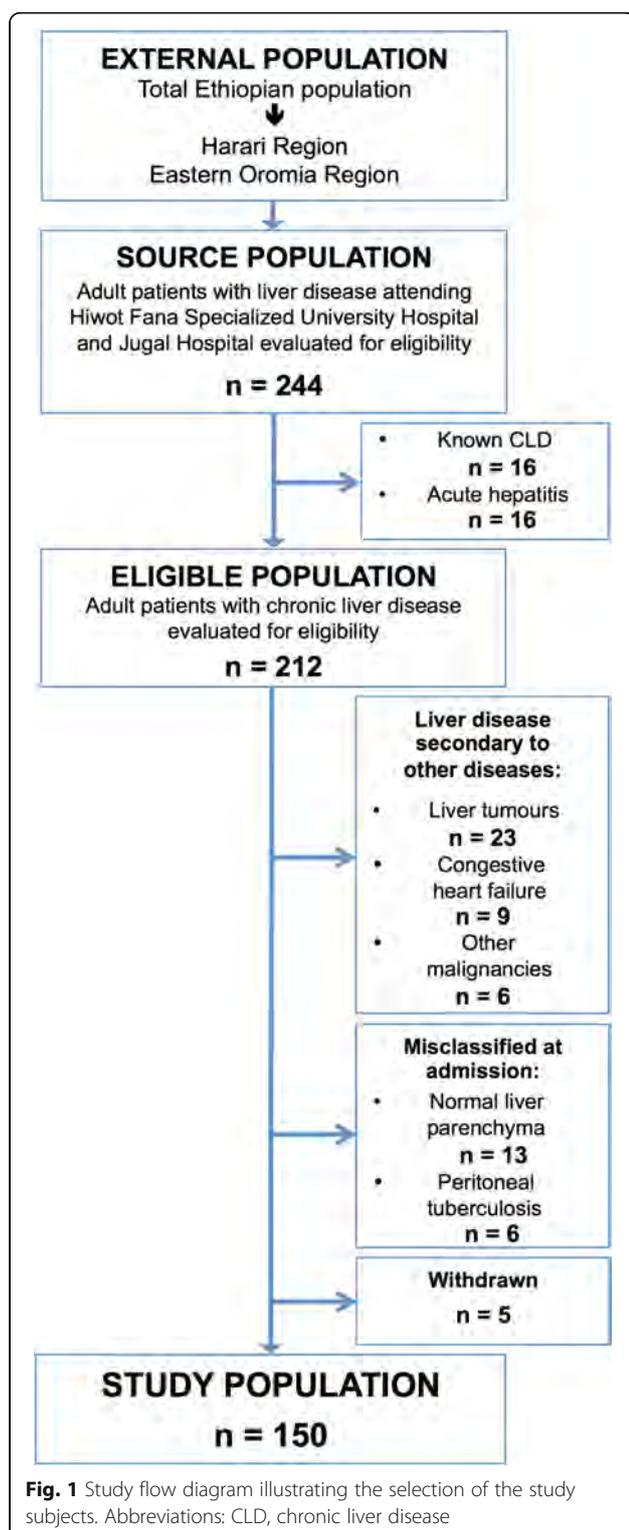 EXTERNAL POPULATION
Total Ethiopian population
Harari Region
Eastern Oromia Region
SOURCE POPULATION
Adult patients with liver disease attending
Hiwot Fana Specialized University Hospital
and Jugal Hospital evaluated for eligibility
n = 244
• Known CLD
n = 16
• Acute hepatitis
n = 16
ELIGIBLE POPULATION
Adult patients with chronic liver disease
evaluated for eligibility
n = 212
Liver disease
secondary to
other diseases:
• Liver tumours
n = 23
• Congestive
heart failure
n = 9
• Other
malignancies
n = 6
Misclassified at
admission:
• Normal liver
parenchyma
n = 13
• Peritoneal
tuberculosis
n = 6
Withdrawn
n = 5
STUDY POPULATION
n = 150
Fig. 1 Study flow diagram illustrating the selection of the study
subjects. Abbreviations: CLD, chronic liver disease